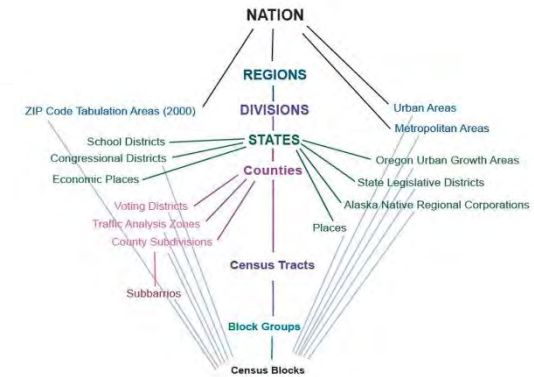 NATION
REGIONS
DIVISIONS
ZIP Code Tabulation Areas (2000)
Urban Areas
Metropolitan Areas
School Districts
STATES
Congressional Districts
Oregon Urban Growth Areas
Economic Places
Counties
State Legislative Districts
Voting Districts
Alaska Native Regional Corporations
Traffic Analysis Zones
Places
County Subdivisions
Census Tracts
Subbarrios
Block Groups
Census Blocks